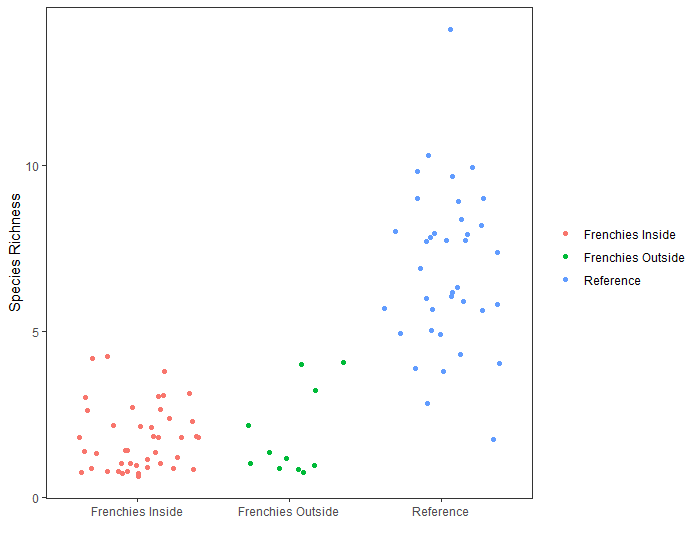 Species Richness
10
5
0
Frenchies Inside
Frenchies Outside
Reference
Frenchies Inside
Frenchies Outside
Reference